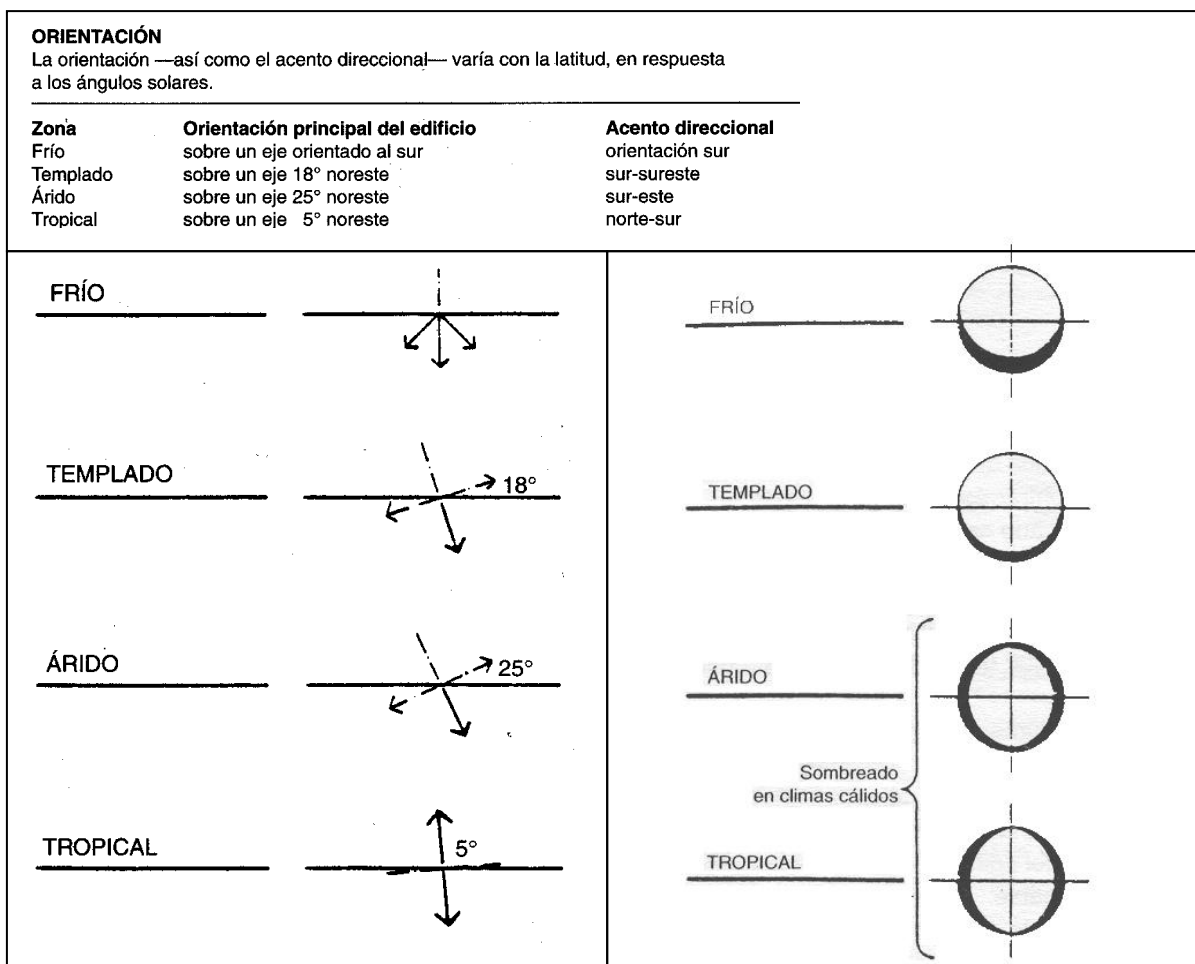 ORIENTACIÓN
La orientación —así como el acento direccional— varía con la latitud, en respuesta
a los ángulos solares.
Zona Orientación principal del edificio Acento direccional
Frío sobre un eje orientado al sur orientación sur
Templado sobre un eje 18° noreste sur-sureste
Árido sobre un eje 25° noreste sur-este
Tropical sobre un eje 5° noreste norte-sur
FRÍO
TEMPLADO
18°
ÁRIDO
25°
TROPICAL
5°
FRÍO
TEMPLADO
ÁRIDO
Sombreado
en climas cálidos
TROPICAL